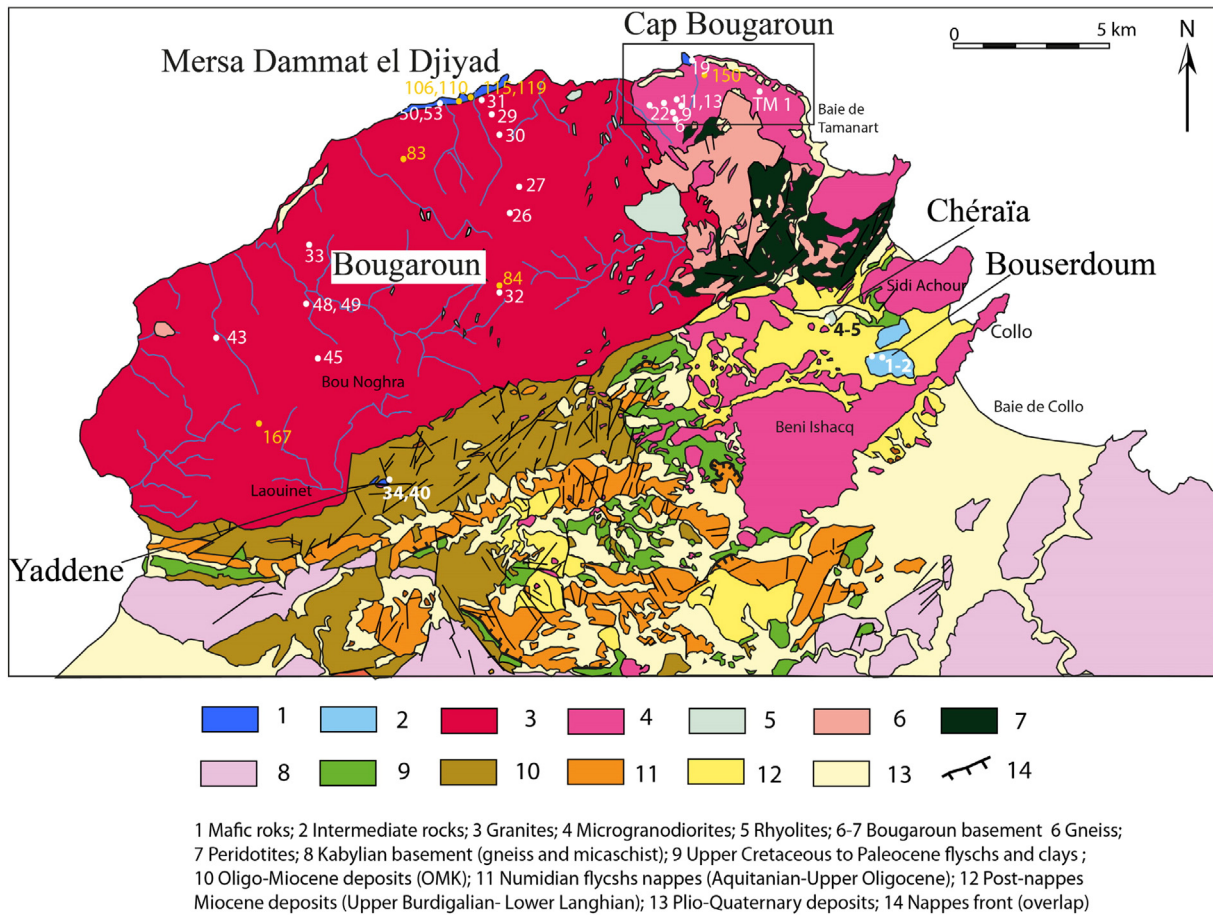 Cap Bougaroun
0 5 km
N
Mersa Dammat el Djiyad
19
150
106,110
115,119
TM 1
50,53
31
11,13
22
9
6
29
30
Baie de
Tamanart
83
27
26
Chéraïa
33
Bougaroun
Bouserdoum
84
32
Sidi Achour
48, 49
4-5
Collo
43
45
1-2
Bou Noghra
Baie de Collo
167
Beni Ishacq
Laouinet
34,40
Yaddene
1 2 3 4 5 6 7
8 9 10 11 12 13 14
1 Mafic roks; 2 Intermediate rocks; 3 Granites; 4 Microgranodiorites; 5 Rhyolites; 6-7 Bougaroun basement 6 Gneiss;
7 Peridotites; 8 Kabylian basement (gneiss and micaschist); 9 Upper Cretaceous to Paleocene flyschs and clays ;
10 Oligo-Miocene deposits (OMK); 11 Numidian flycshs nappes (Aquitanian-Upper Oligocene); 12 Post-nappes
Miocene deposits (Upper Burdigalian- Lower Langhian); 13 Plio-Quaternary deposits; 14 Nappes front (overlap)